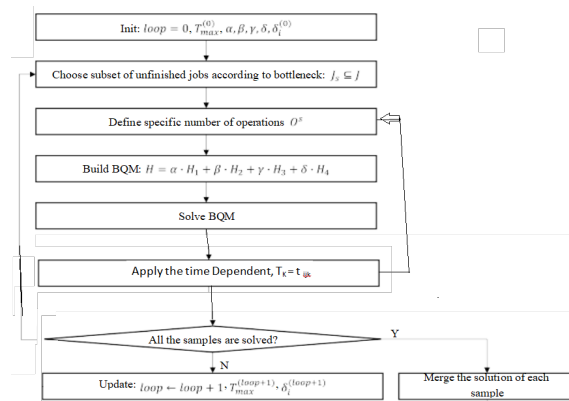 Init: loop = 0, T_max^(0), α, β, γ, δ, δ_i^(0)
Choose subset of unfinished jobs according to bottleneck: J_s ⊆ J
Define specific number of operations O^s
Build BQM: H = α · H_1 + β · H_2 + γ · H_3 + δ · H_4
Solve BQM
Apply the time Dependent, T_K = t
All the samples are solved?
Y
N
Update: loop ← loop + 1, T_max^(loop+1), δ_i^(loop+1)
Merge the solution of each
sample